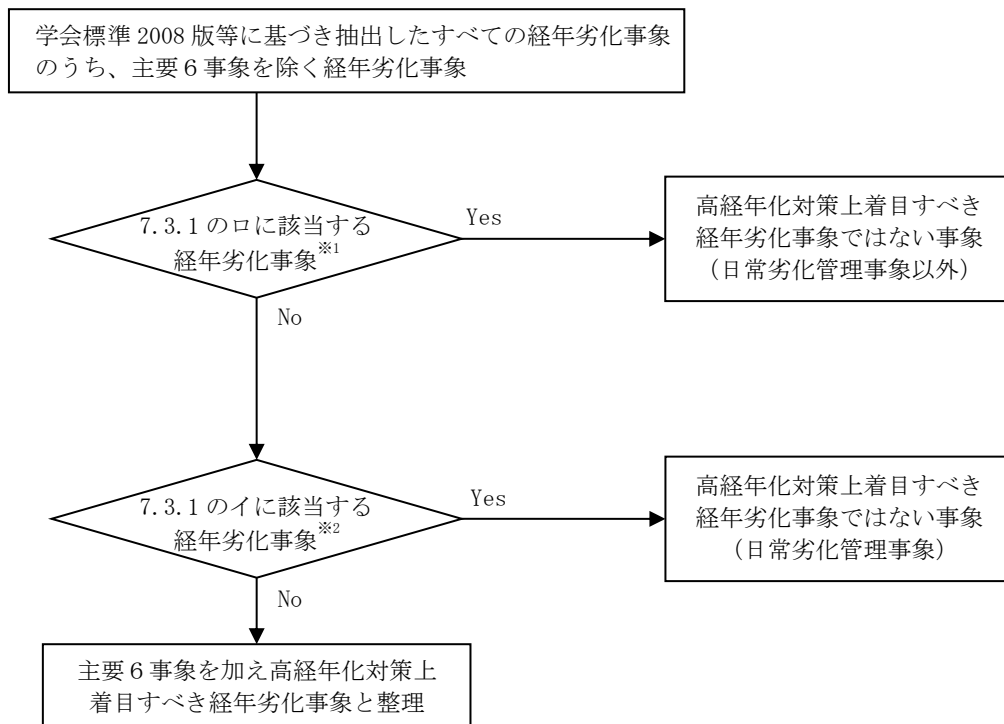 学会標準 2008 版等に基づき抽出したすべての経年劣化事象
のうち、主要６事象を除く経年劣化事象
7.3.1 のロに該当する
経年劣化事象※1
Yes
高経年化対策上着目すべき
経年劣化事象ではない事象
（日常劣化管理事象以外）
No
7.3.1 のイに該当する
経年劣化事象※2
Yes
高経年化対策上着目すべき
経年劣化事象ではない事象
（日常劣化管理事象）
No
主要６事象を加え高経年化対策上
着目すべき経年劣化事象と整理